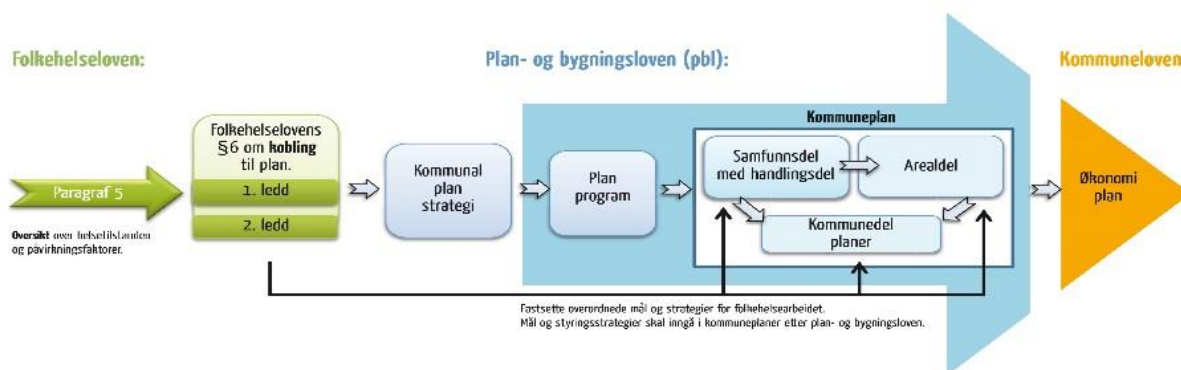 Folkehelseloven:
Plan- og bygningsloven (pbl):
Kommuneloven
Paragraf 5
Oversikt over helsetilstanden
og påvirkningsfaktorer.
Folkehelselovens
§6 om kobling
til plan.
1. ledd
2. ledd
Kommunal
plan
strategi
Plan
program
Kommuneplan
Samfunnsdel
med handlingsdel
Arealdel
Kommunedel
planer
Økonomi
plan
Fastsette overordnede mål og strategier for folkehelsearbeidet.
Mål og styringsstrategier skal inngå i kommuneplaner etter plan- og bygningsloven.